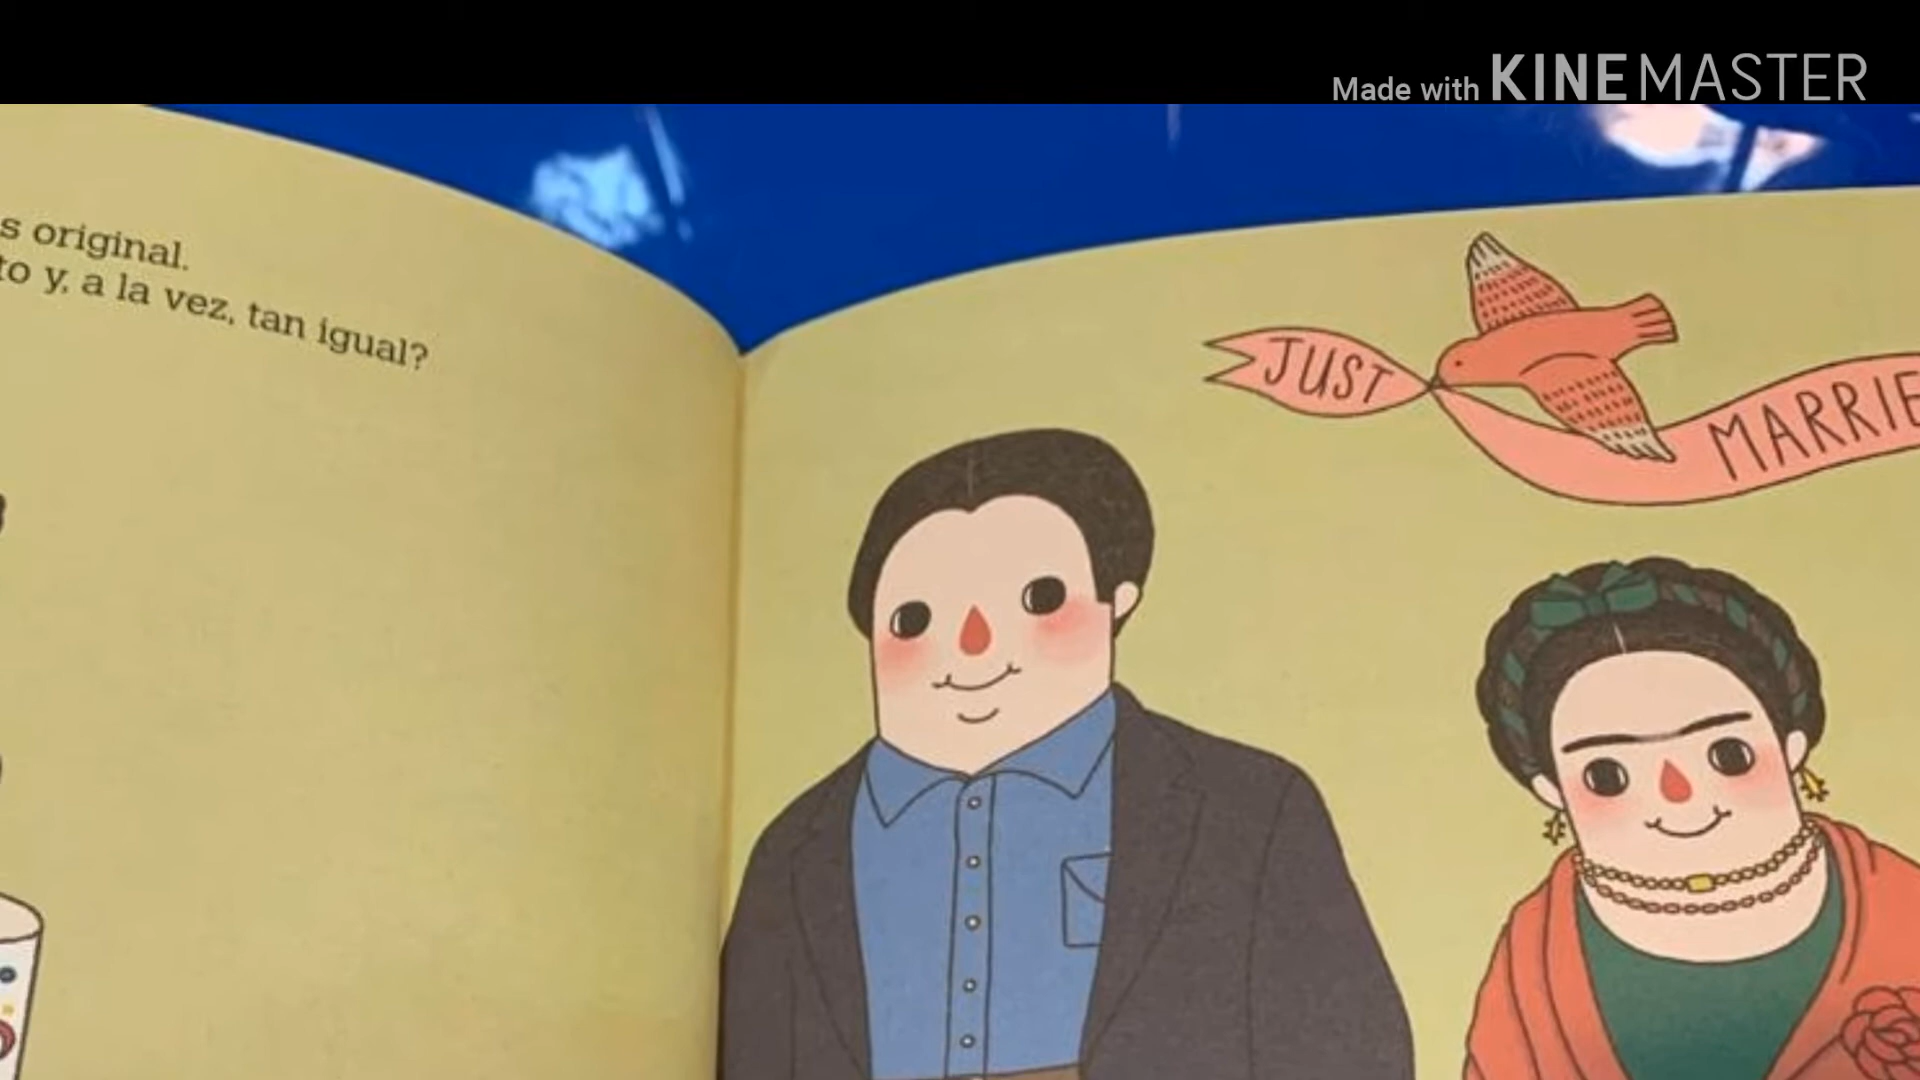 Made with KINEMASTER
s original.
to y, a la vez, tan igual?
JUST
MARRIE